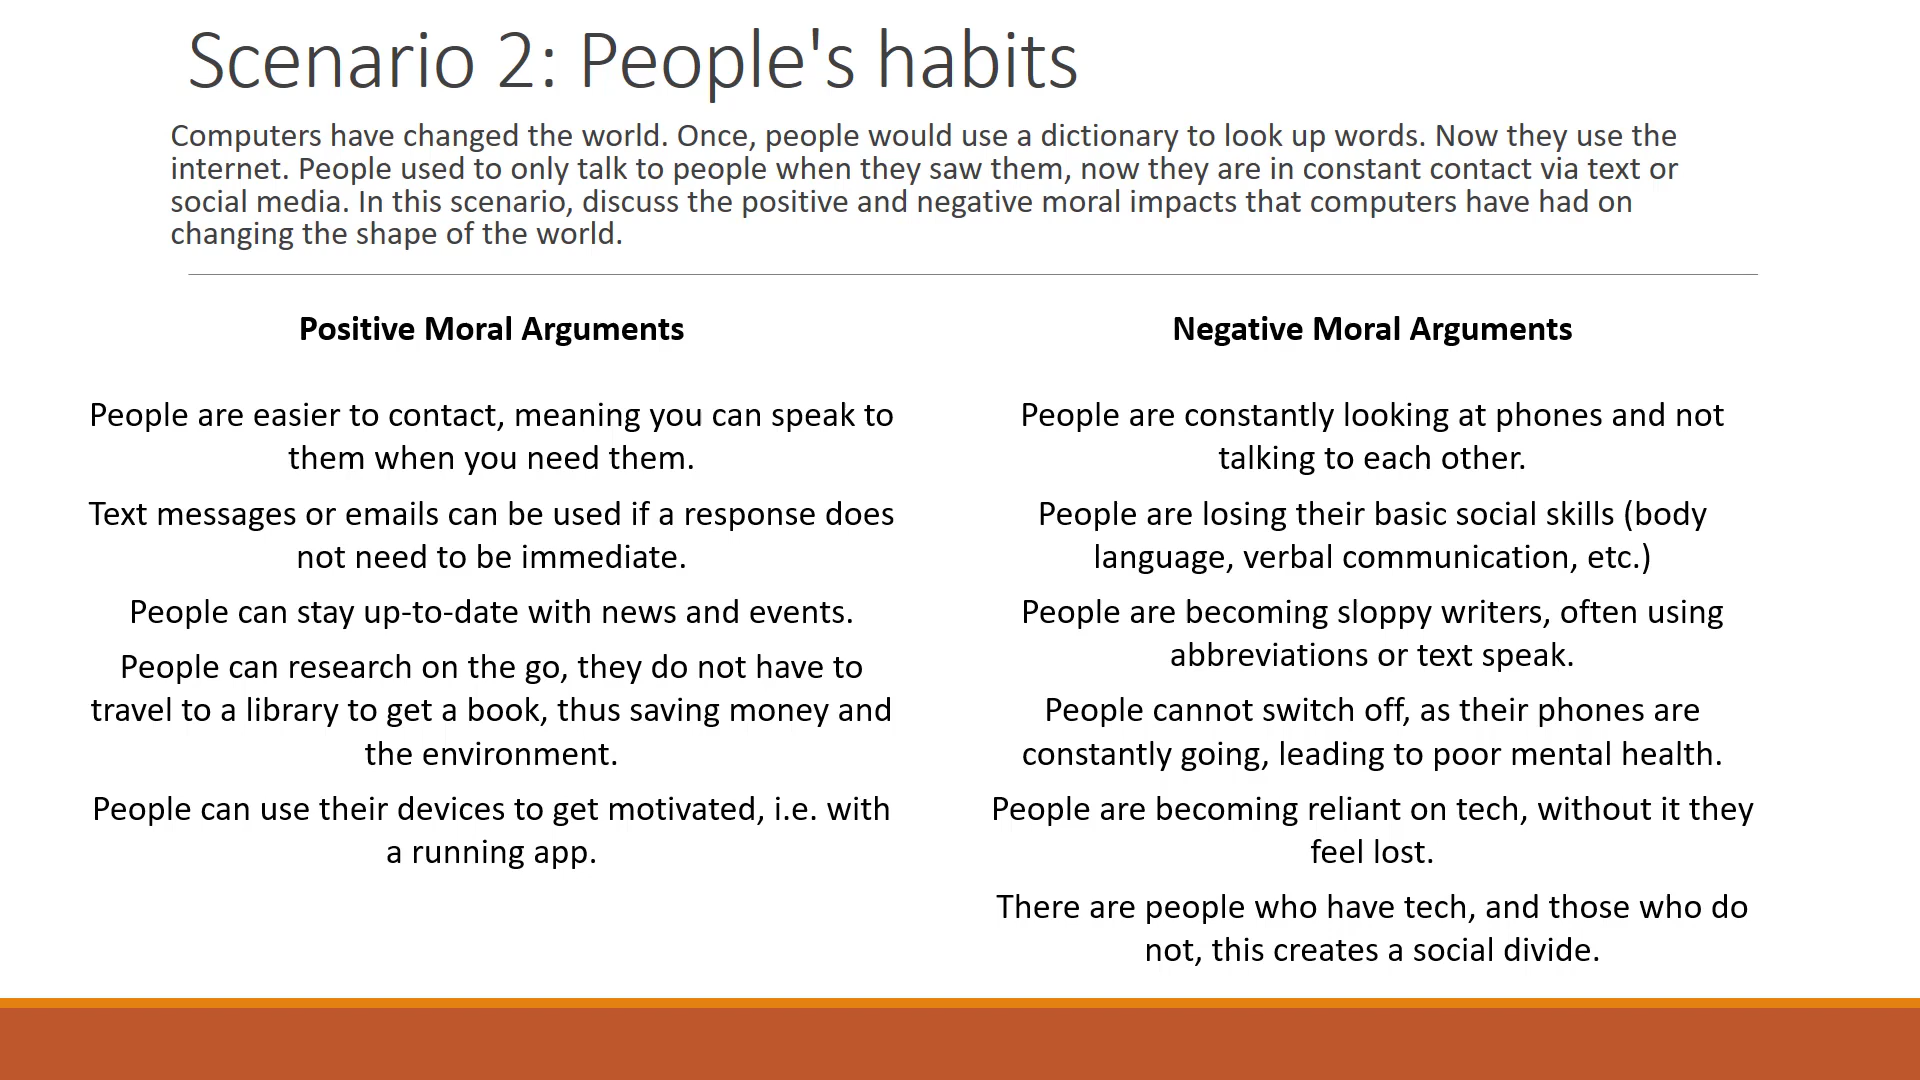 Scenario 2: People's habits
Computers have changed the world. Once, people would use a dictionary to look up words. Now they use the
internet. People used to only talk to people when they saw them, now they are in constant contact via text or
social media. In this scenario, discuss the positive and negative moral impacts that computers have had on
changing the shape of the world.
Positive Moral Arguments
People are easier to contact, meaning you can speak to
them when you need them.
Text messages or emails can be used if a response does
not need to be immediate.
People can stay up-to-date with news and events.
People can research on the go, they do not have to
travel to a library to get a book, thus saving money and
the environment.
People can use their devices to get motivated, i.e. with
a running app.
Negative Moral Arguments
People are constantly looking at phones and not
talking to each other.
People are losing their basic social skills (body
language, verbal communication, etc.)
People are becoming sloppy writers, often using
abbreviations or text speak.
People cannot switch off, as their phones are
constantly going, leading to poor mental health.
People are becoming reliant on tech, without it they
feel lost.
There are people who have tech, and those who do
not, this creates a social divide.